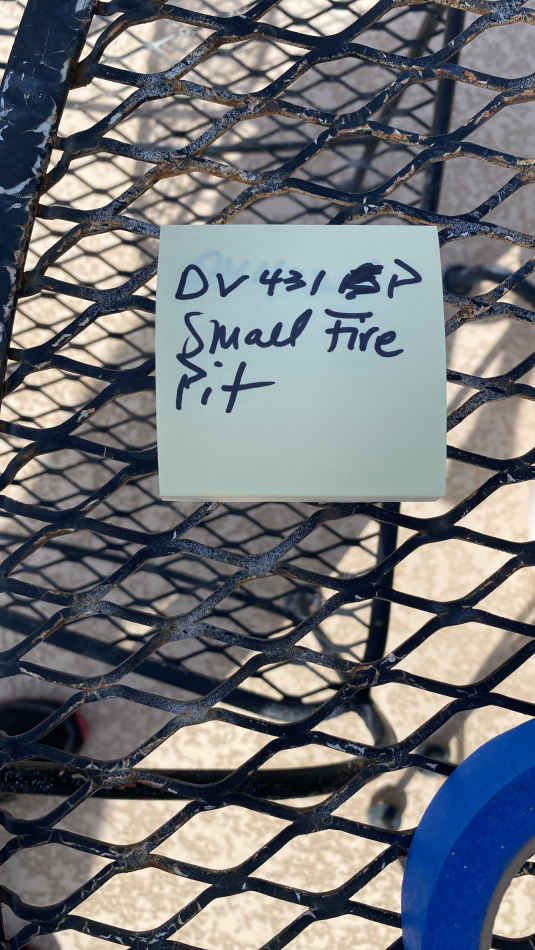 DV431 P
Small Fire
Pit